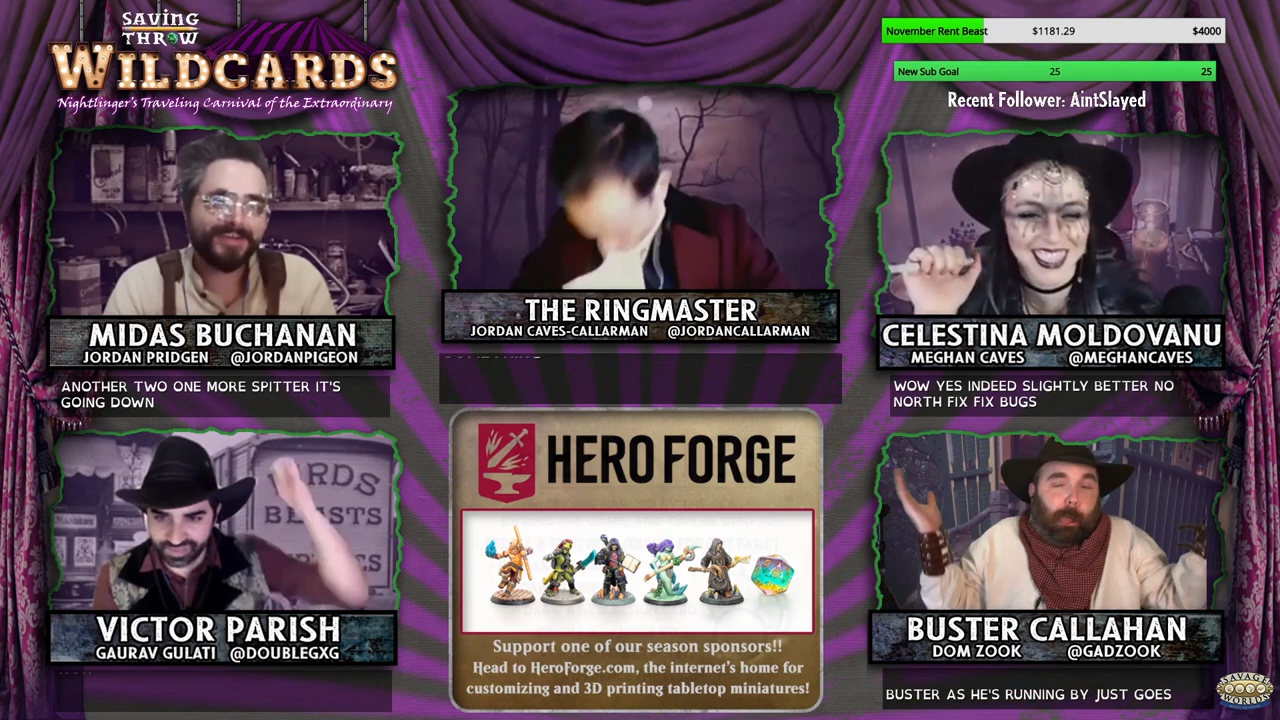 SAVING
THROW
WILDCARDS
Nightlinger's Traveling Carnival of the Extraordinary
November Rent Beast $1181.29 $4000
New Sub Goal 25 25
Recent Follower: AintSlayed
MIDAS BUCHANAN
JORDAN PRIDGEN @JORDANPIGEON
ANOTHER TWO ONE MORE SPITTER IT'S
GOING DOWN
THE RINGMASTER
JORDAN CAVES-CALLARMAN @JORDANCALLARMAN
CELESTINA MOLDOVANU
MEGHAN CAVES @MEGHANCAVES
WOW YES INDEED SLIGHTLY BETTER NO
NORTH FIX FIX BUGS
BEASTS
VICTOR PARISH
GAURAV GULATI @DOUBLEGXG
HERO FORGE
Support one of our season sponsors!!
Head to HeroForge.com, the internet's home for
customizing and 3D printing tabletop miniatures!
BUSTER CALLAHAN
DOM ZOOK @GADZOOK
BUSTER AS HE'S RUNNING BY JUST GOES
SAVAGE
WORLDS